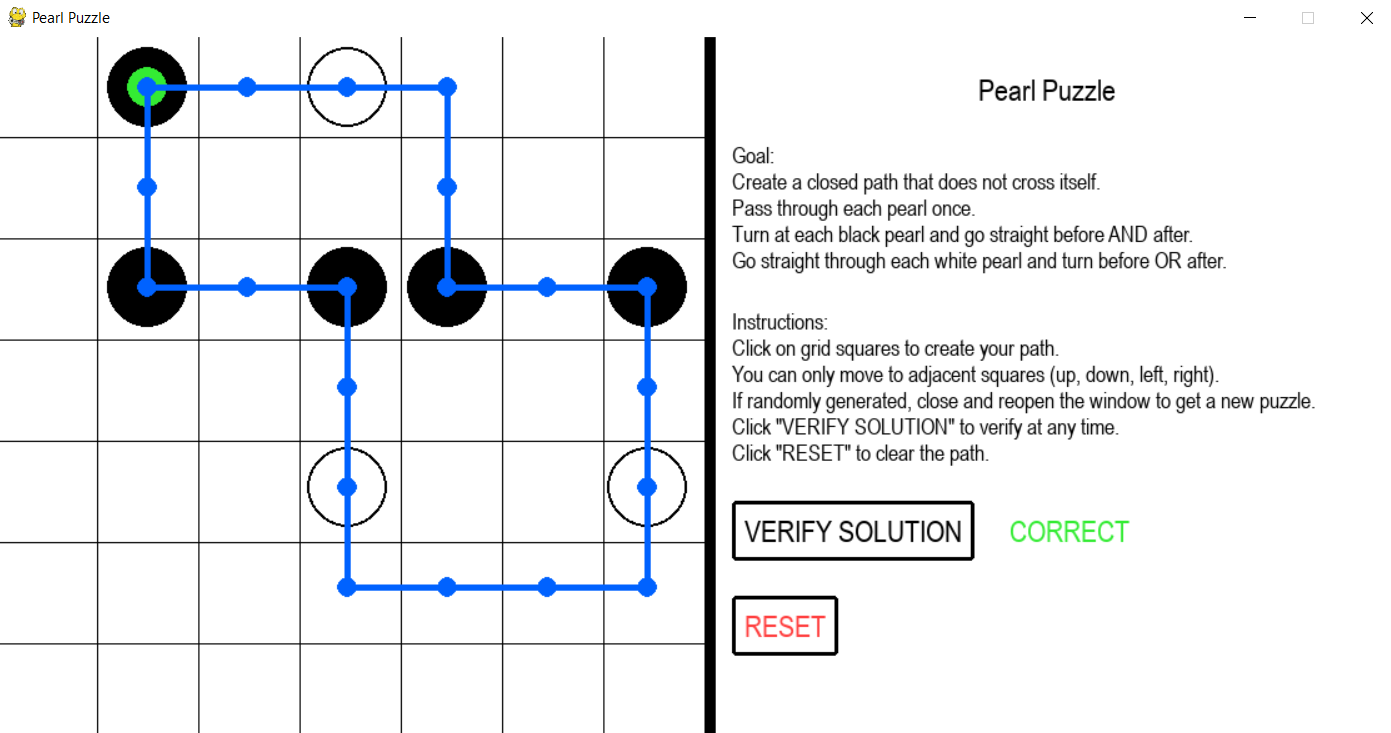 Pearl Puzzle
Pearl Puzzle
Goal:
Create a closed path that does not cross itself.
Pass through each pearl once.
Turn at each black pearl and go straight before AND after.
Go straight through each white pearl and turn before OR after.
Instructions:
Click on grid squares to create your path.
You can only move to adjacent squares (up, down, left, right).
If randomly generated, close and reopen the window to get a new puzzle.
Click "VERIFY SOLUTION" to verify at any time.
Click "RESET" to clear the path.
VERIFY SOLUTION CORRECT
RESET